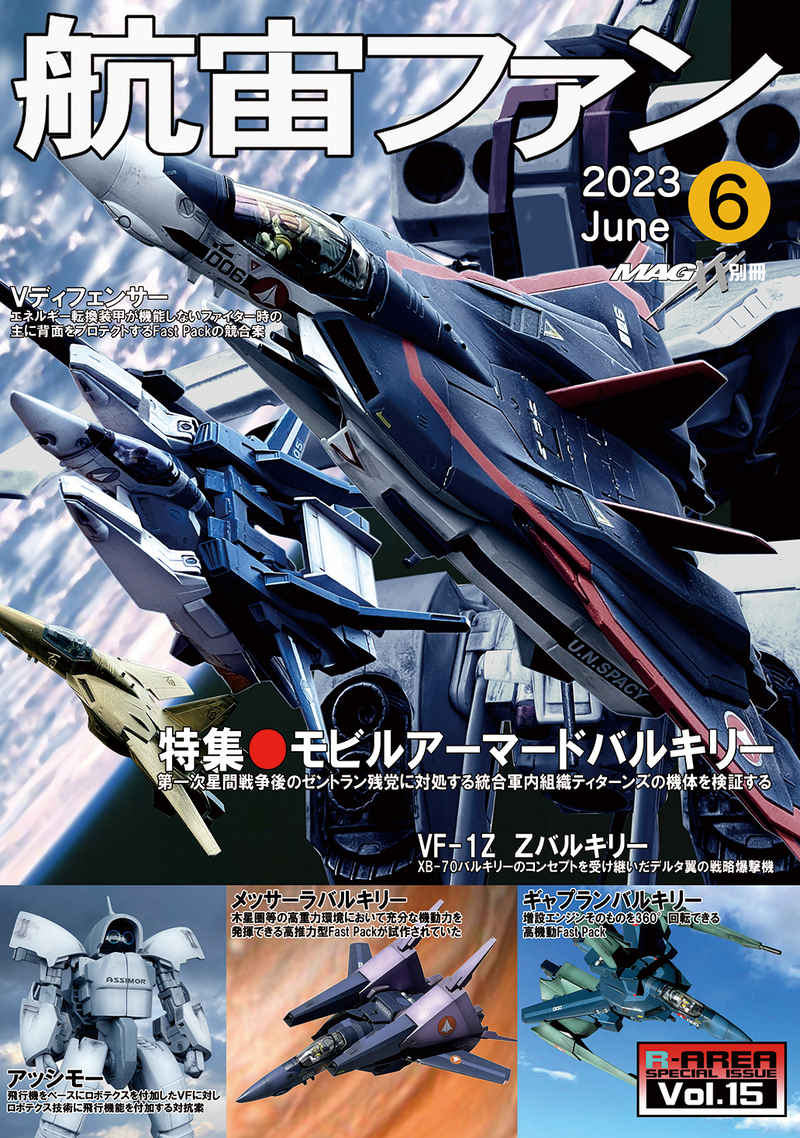 航宙ファン
2023
June
6
MAGXX別冊
006
Vディフェンサー
エネルギー転換装甲が機能しないファイター時の
主に背面をプロテクトするFast Packの競合案
U.N.SPACY
特集●モビルアーマードバルキリー
第一次星間戦争後のゼントラン残党に対処する統合軍内組織ティターンズの機体を検証する
VF-1Z Zバルキリー
XB-70バルキリーのコンセプトを受け継いだデルタ翼の戦略爆撃機
メッサーラバルキリー
木星圏等の高重力環境において充分な機動力を
発揮できる高推力型Fast Packが試作されていた
ギャプランバルキリー
増設エンジンそのものを360°回転できる
高機動Fast Pack
ASSIMOR
アッシモー
飛行機をベースにロボテクスを付加したVFに対し
ロボテクス技術に飛行機能を付加する対抗案
R-AREA
SPECIAL ISSUE
Vol.15